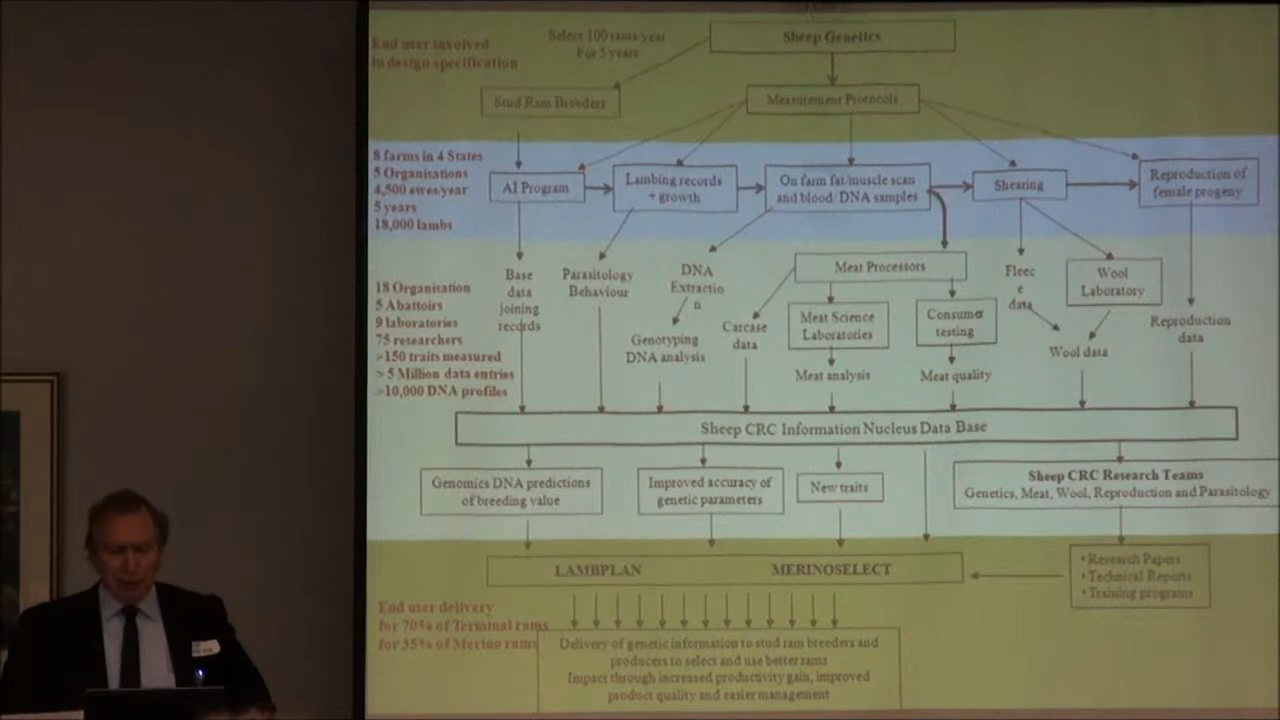 End user involved
in design specification
Select 100 rams/year
For 5 years
Sheep Genetics
Stud Ram Breeders
Measurement Protocols
8 farms in 4 States
5 Organisations
4,500 ewes/year
5 years
18,000 lambs
AI Program
Lambing records
+ growth
On farm fat/muscle scan
and blood/ DNA samples
Shearing
Reproduction of
female progeny
18 Organisation
5 Abattoirs
9 laboratories
75 researchers
>150 traits measured
> 5 Million data entries
>10,000 DNA profiles
Base
data
joining
records
Parasitology
Behaviour
DNA
Extractio
n
Genotyping
DNA analysis
Meat Processors
Carcase
data
Meat Science
Laboratories
Meat analysis
Consumer
testing
Meat quality
Fleec
e
data
Wool
Laboratory
Wool data
Reproduction
data
Sheep CRC Information Nucleus Data Base
Genomics DNA predictions
of breeding value
Improved accuracy of
genetic parameters
New traits
Sheep CRC Research Teams
Genetics, Meat, Wool, Reproduction and Parasitology
LAMBPLAN
MERINOSELECT
• Research Papers
• Technical Reports
• Training programs
End user delivery
for 70% of Terminal rams
for 35% of Merino rams
Delivery of genetic information to stud ram breeders and
producers to select and use better rams
Impact through increased productivity gain, improved
product quality and easier management